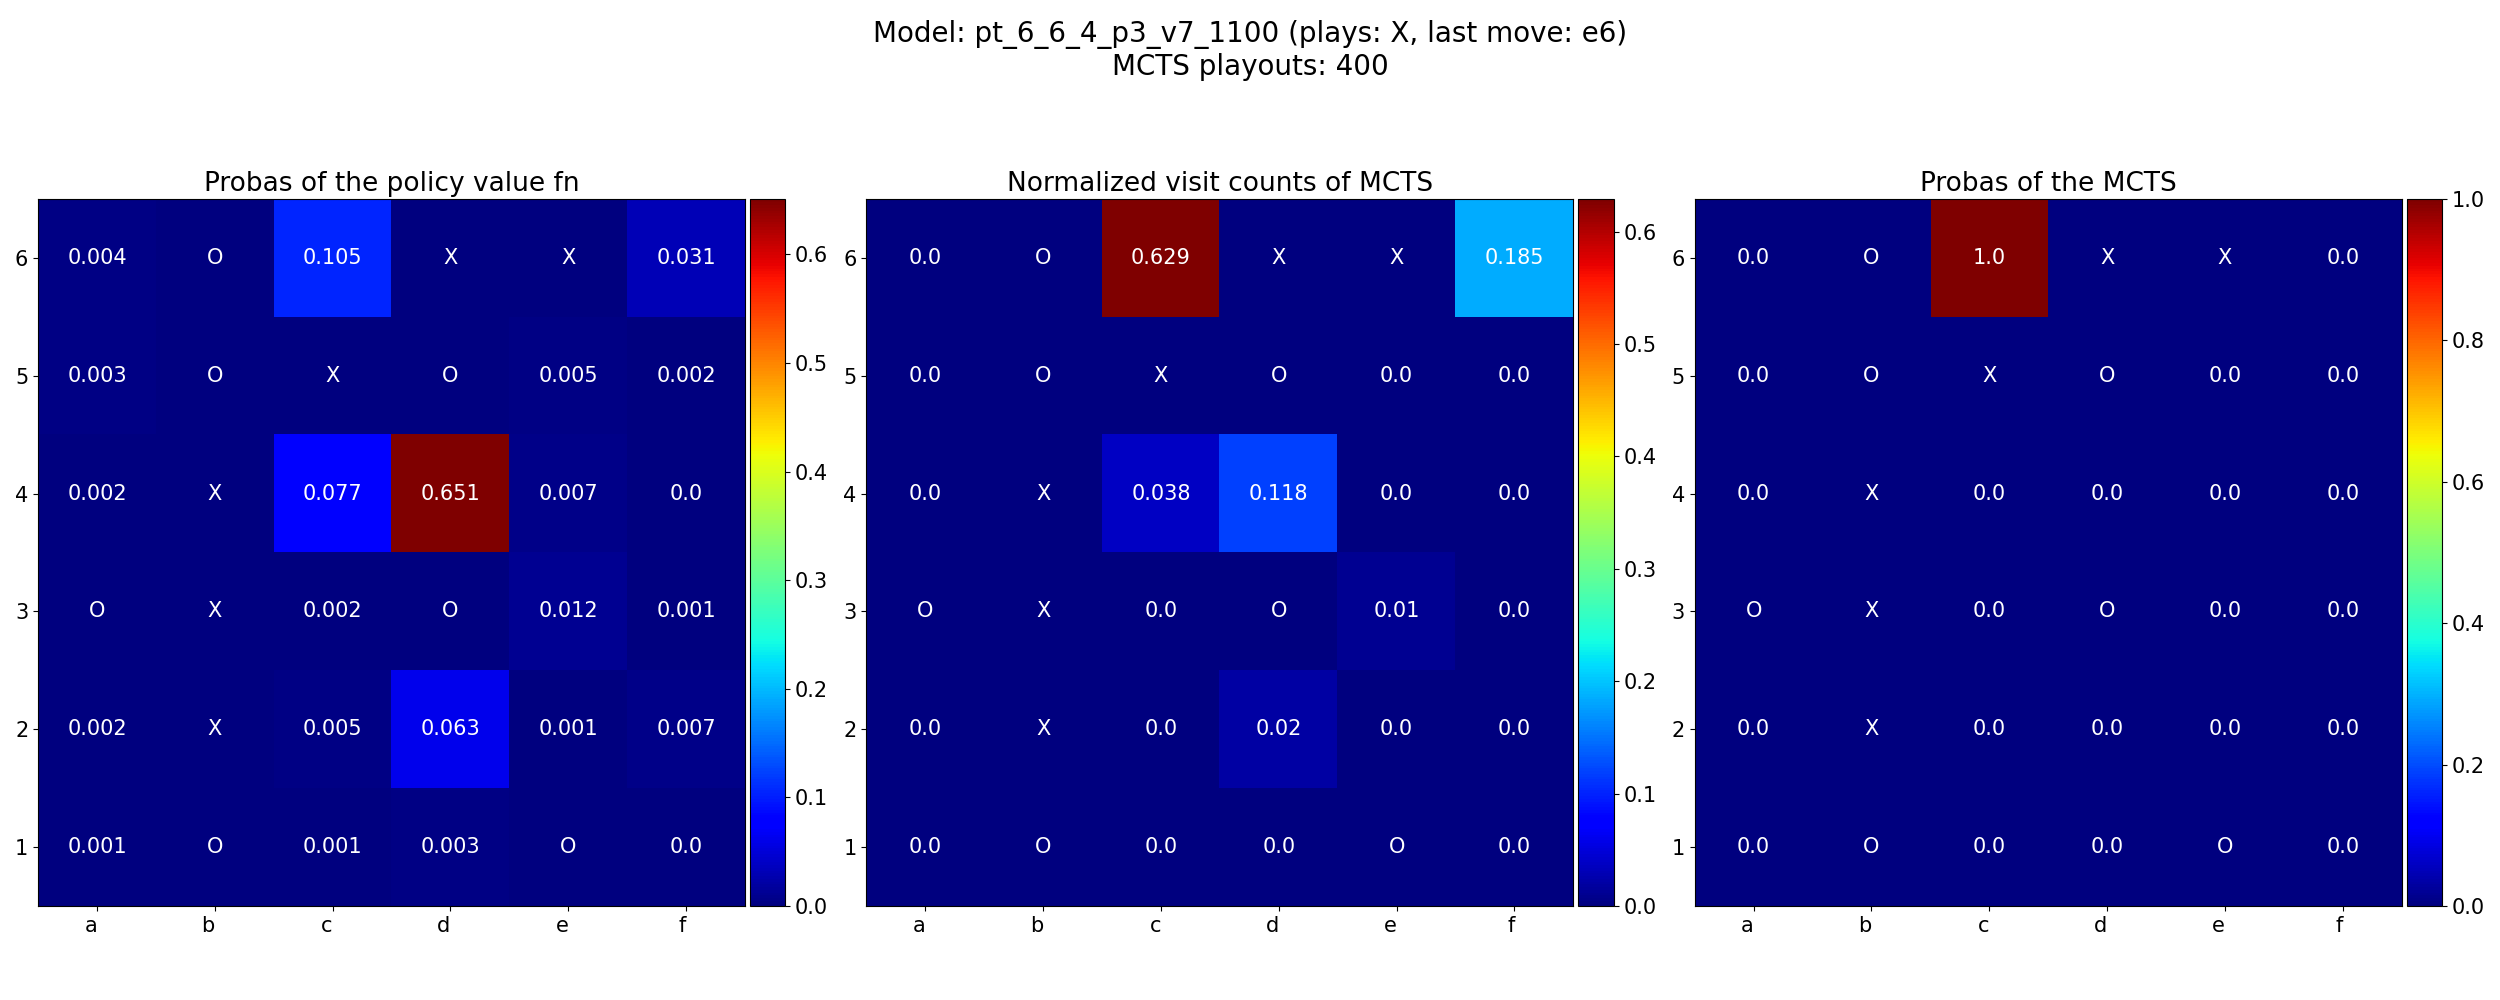 Model: pt_6_6_4_p3_v7_1100 (plays: X, last move: e6)
MCTS playouts: 400
Probas of the policy value fn
6 0.004 O 0.105 X X 0.031
5 0.003 O X O 0.005 0.002
4 0.002 X 0.077 0.651 0.007 0.0
3 O X 0.002 O 0.012 0.001
2 0.002 X 0.005 0.063 0.001 0.007
1 0.001 O 0.001 0.003 O 0.0
a b c d e f
0.6
0.5
0.4
0.3
0.2
0.1
0.0
Normalized visit counts of MCTS
6 0.0 O 0.629 X X 0.185
5 0.0 O X O 0.0 0.0
4 0.0 X 0.038 0.118 0.0 0.0
3 O X 0.0 O 0.01 0.0
2 0.0 X 0.0 0.02 0.0 0.0
1 0.0 O 0.0 0.0 O 0.0
a b c d e f
0.6
0.5
0.4
0.3
0.2
0.1
0.0
Probas of the MCTS
6 0.0 O 1.0 X X 0.0
5 0.0 O X O 0.0 0.0
4 0.0 X 0.0 0.0 0.0 0.0
3 O X 0.0 O 0.0 0.0
2 0.0 X 0.0 0.0 0.0 0.0
1 0.0 O 0.0 0.0 O 0.0
a b c d e f
1.0
0.8
0.6
0.4
0.2
0.0